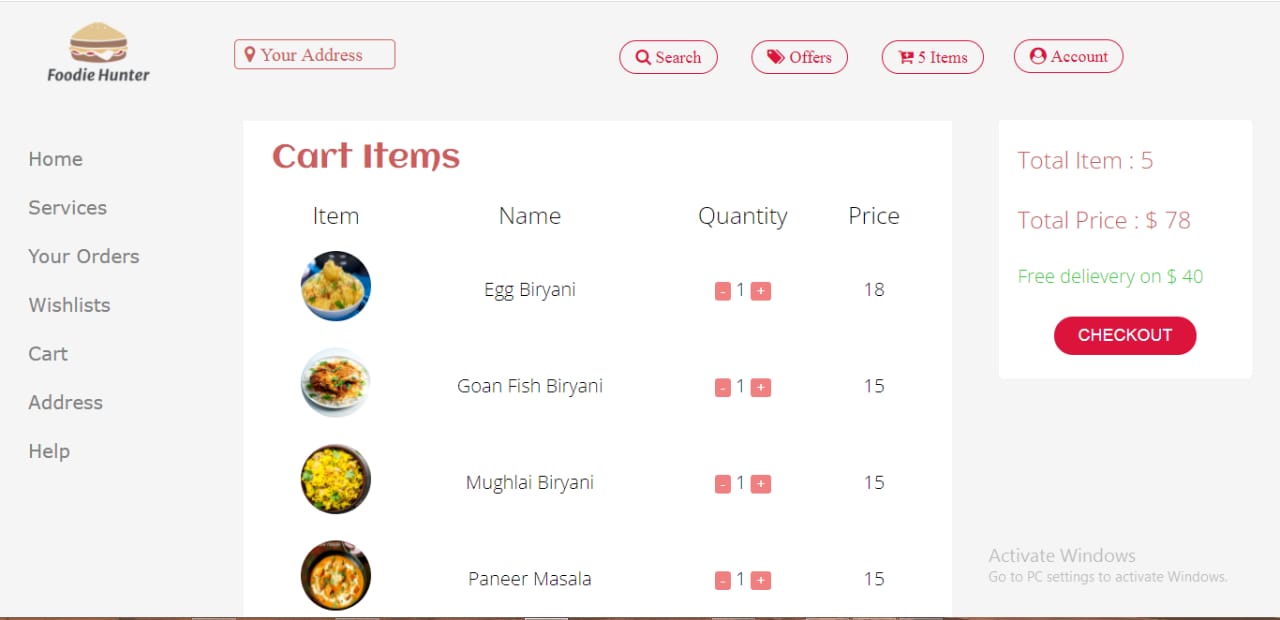 Foodie Hunter
Your Address
Search
Offers
5 Items
Account
Home
Services
Your Orders
Wishlists
Cart
Address
Help
Cart Items
Item Name Quantity Price
Egg Biryani - 1 + 18
Goan Fish Biryani - 1 + 15
Mughlai Biryani - 1 + 15
Paneer Masala - 1 + 15
Total Item : 5
Total Price : $ 78
Free delievery on $ 40
CHECKOUT
Activate Windows
Go to PC settings to activate Windows.